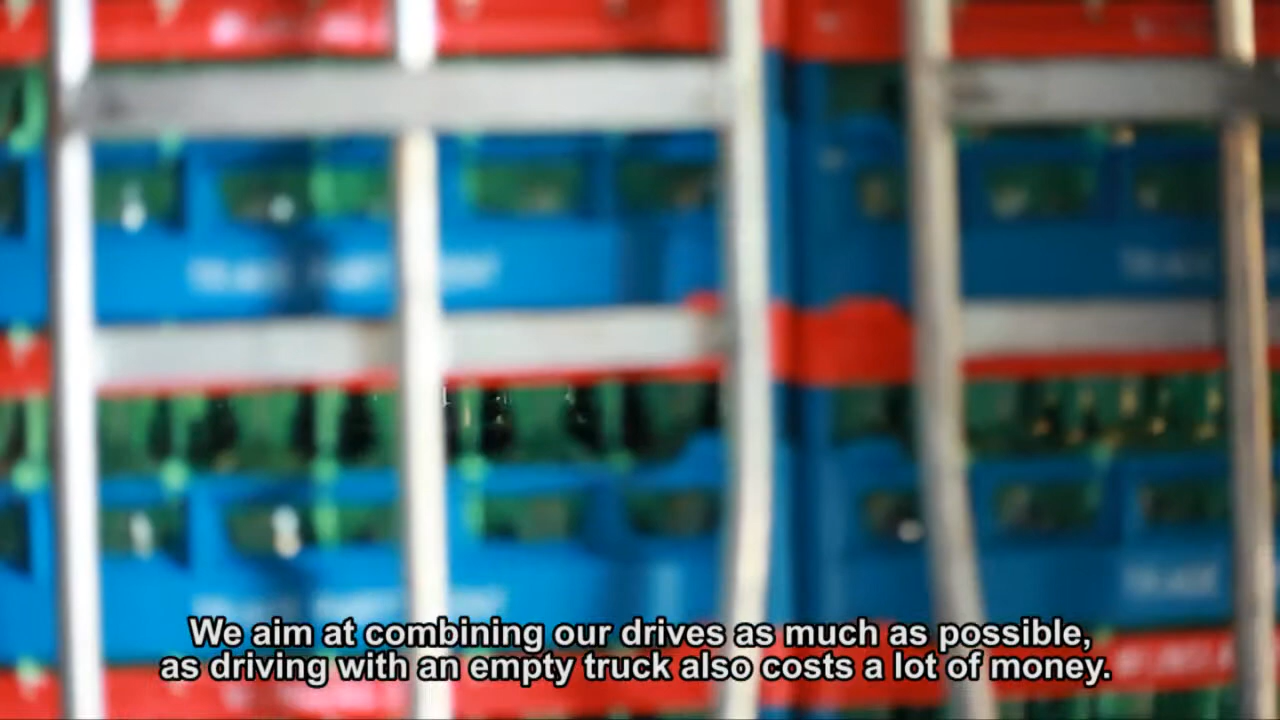 We aim at combining our drives as much as possible,
as driving with an empty truck also costs a lot of money.